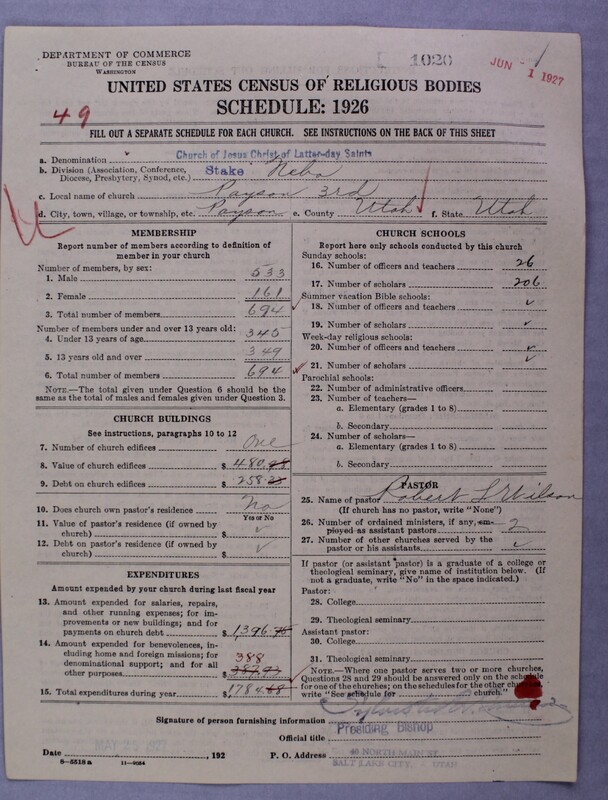 DEPARTMENT OF COMMERCE
BUREAU OF THE CENSUS
WASHINGTON
1020
JUN 1 1927
UNITED STATES CENSUS OF RELIGIOUS BODIES
SCHEDULE: 1926
49
FILL OUT A SEPARATE SCHEDULE FOR EACH CHURCH. SEE INSTRUCTIONS ON THE BACK OF THIS SHEET
a. Denomination Church of Jesus Christ of Latter-day Saints
b. Division (Association, Conference, Diocese, Presbytery, Synod, etc.) Stake Nebo
c. Local name of church Payson 3rd
d. City, town, village, or township, etc. Payson e. County Utah f. State Utah
MEMBERSHIP
Report number of members according to definition of
member in your church
Number of members, by sex:
1. Male 533
2. Female 161
3. Total number of members 694
Number of members under and over 13 years old:
4. Under 13 years of age 345
5. 13 years old and over 349
6. Total number of members 694
NOTE.—The total given under Question 6 should be the
same as the total of males and females given under Question 3.
CHURCH BUILDINGS
See instructions, paragraphs 10 to 12
7. Number of church edifices One
8. Value of church edifices $ 480
9. Debt on church edifices $ 258
10. Does church own pastor's residence No
Yes or No
11. Value of pastor's residence (if owned by
church) $
12. Debt on pastor's residence (if owned by
church) $
EXPENDITURES
Amount expended by your church during last fiscal year
13. Amount expended for salaries, repairs,
and other running expenses; for im-
provements or new buildings; and for
payments on church debt $ 1396
14. Amount expended for benevolences, in-
cluding home and foreign missions; for
denominational support; and for all
other purposes $ 388
15. Total expenditures during year $ 1784
CHURCH SCHOOLS
Report here only schools conducted by this church
Sunday schools:
16. Number of officers and teachers 26
17. Number of scholars 206
Summer vacation Bible schools:
18. Number of officers and teachers
19. Number of scholars
Week-day religious schools:
20. Number of officers and teachers
21. Number of scholars
Parochial schools:
22. Number of administrative officers
23. Number of teachers—
a. Elementary (grades 1 to 8)
b. Secondary
24. Number of scholars—
a. Elementary (grades 1 to 8)
b. Secondary
PASTOR
25. Name of pastor Robert L Wilson
(If church has no pastor, write "None")
26. Number of ordained ministers, if any, em-
ployed as assistant pastors 2
27. Number of other churches served by the
pastor or his assistants
If pastor (or assistant pastor) is a graduate of a college or
theological seminary, give name of institution below. (If
not a graduate, write "No" in the space indicated.)
Pastor:
28. College
29. Theological seminary
Assistant pastor:
30. College
31. Theological seminary
NOTE.—Where one pastor serves two or more churches,
Questions 28 and 29 should be answered only on the schedule
for one of the churches; on the schedules for the other churches,
write "See schedule for church."
Signature of person furnishing information
Official title Presiding Bishop
Date , 192 P. O. Address 40 NORTH MAIN ST
SALT LAKE CITY, UTAH
8—5518 a 11—9084